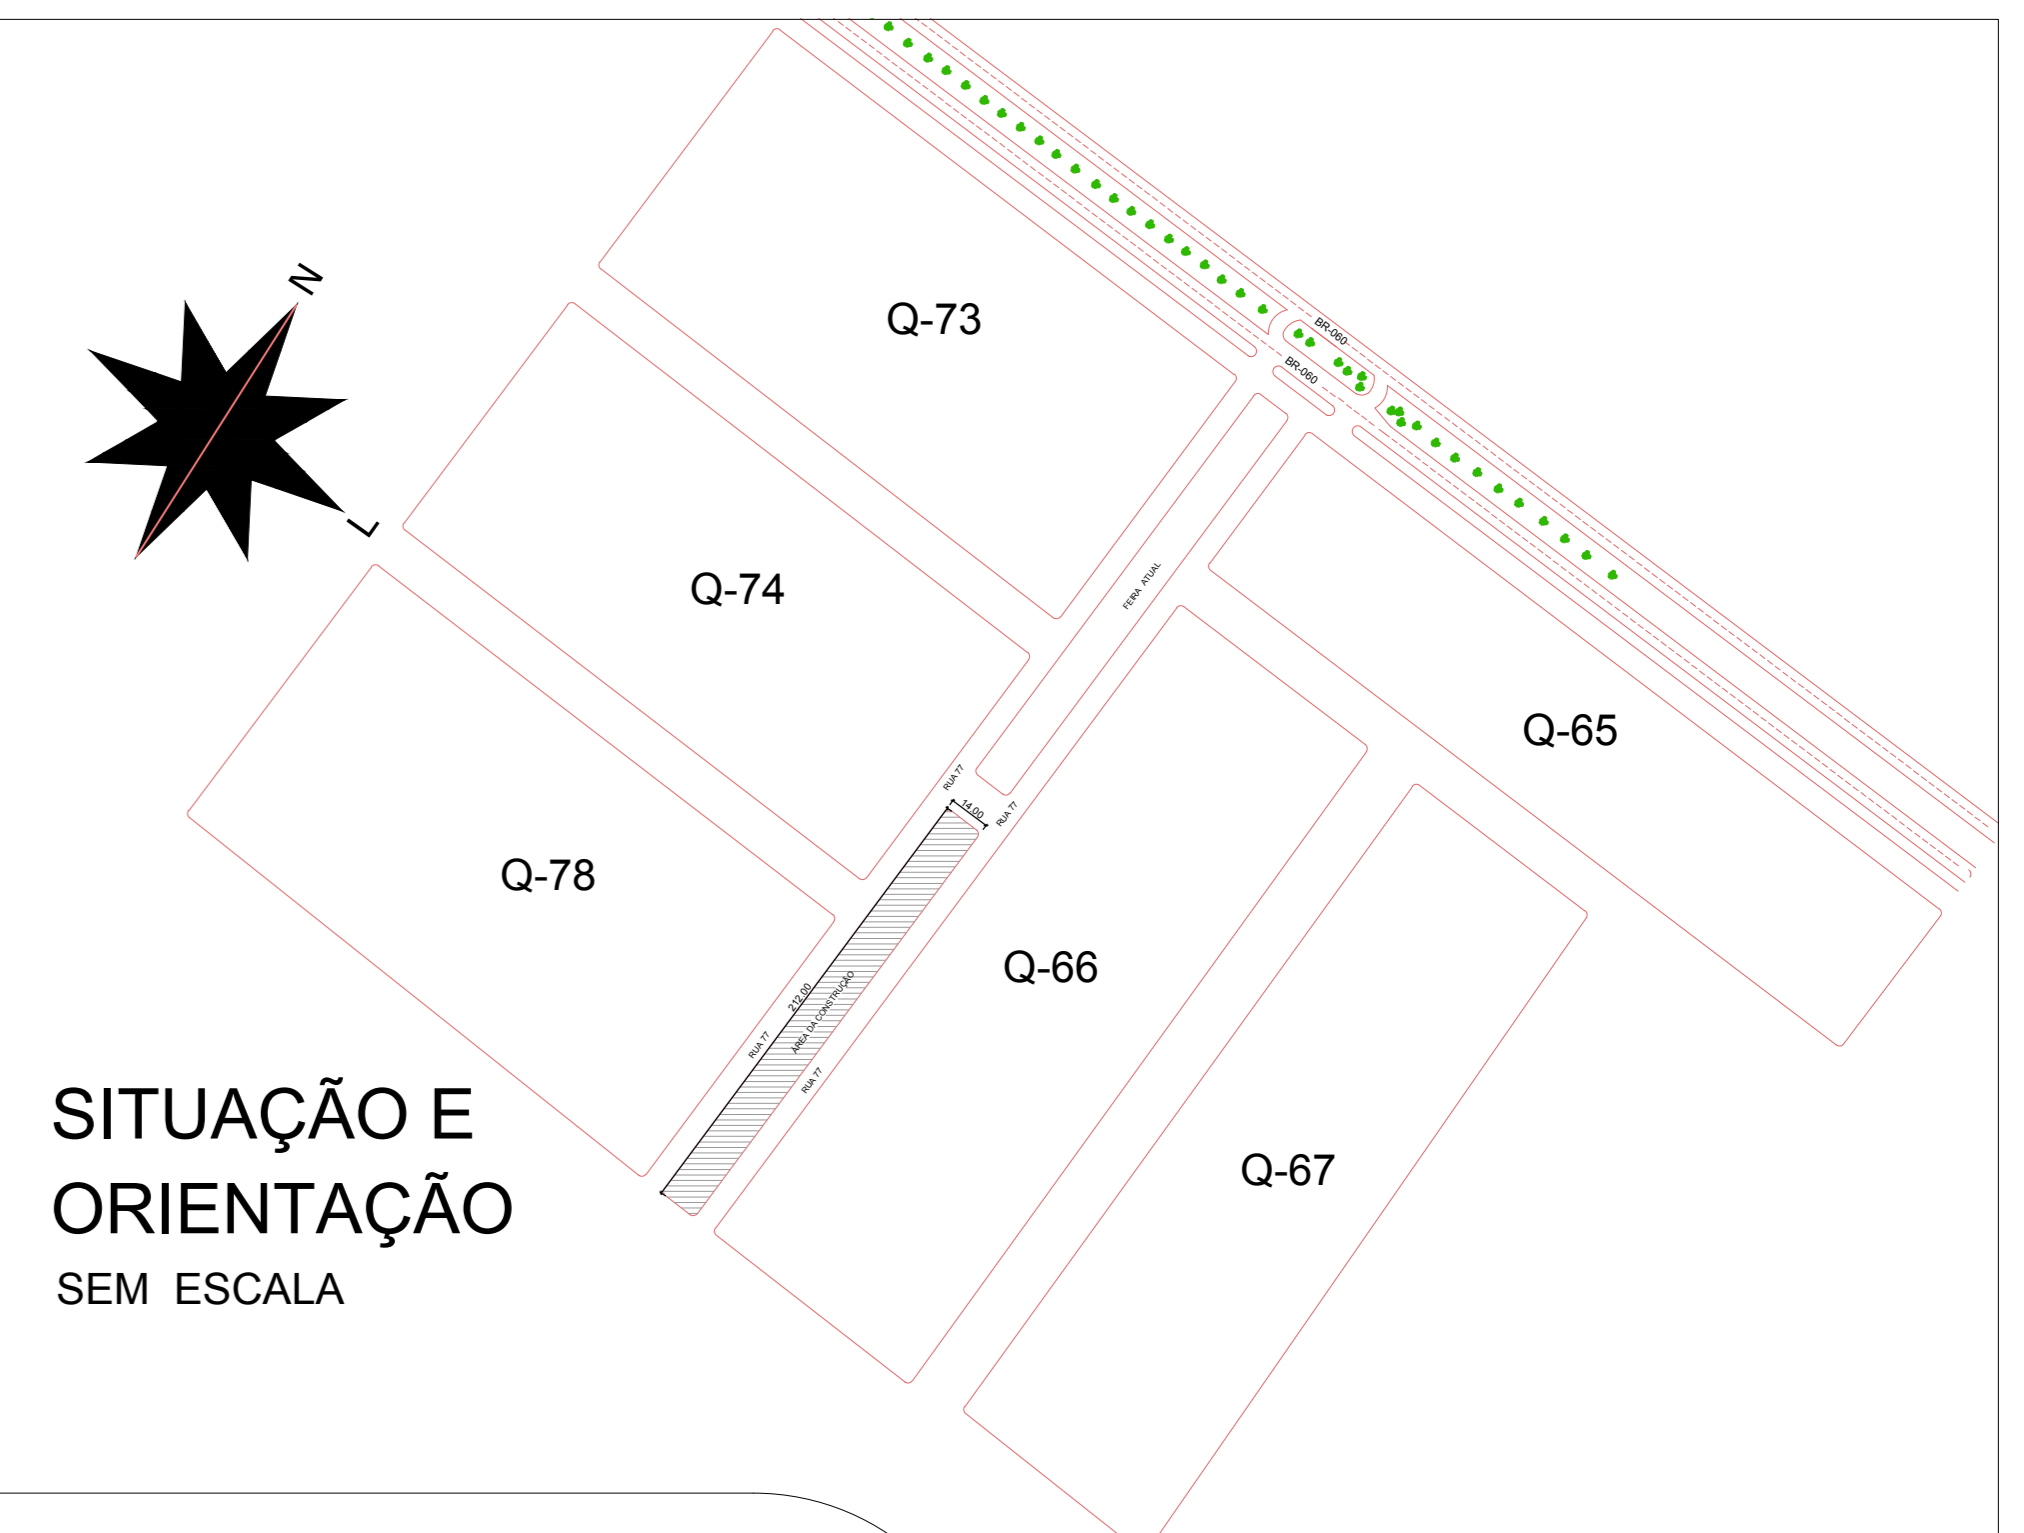 N
L
Q-73
BR-060
BR-060
Q-74
FEIRA ATUAL
Q-65
RUA 77
14.00
RUA 77
Q-78
Q-66
212.00
ÁREA DA CONSTRUÇÃO
RUA 77
RUA 77
Q-67
SITUAÇÃO E
ORIENTAÇÃO
SEM ESCALA